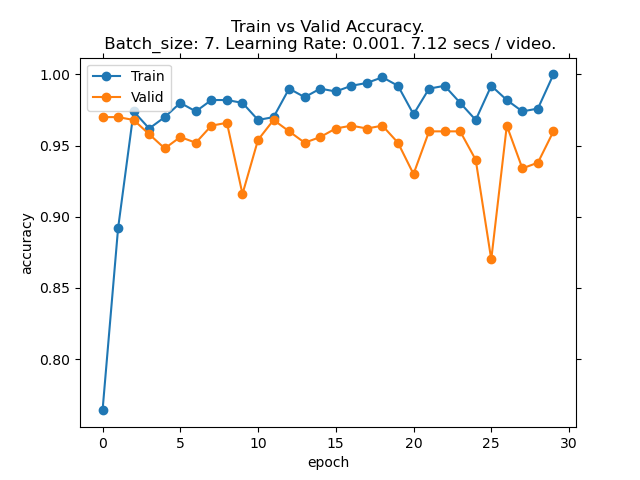 Train vs Valid Accuracy.
Batch_size: 7. Learning Rate: 0.001. 7.12 secs / video.
Train
Valid
1.00
0.95
0.90
0.85
0.80
accuracy
0 5 10 15 20 25 30
epoch